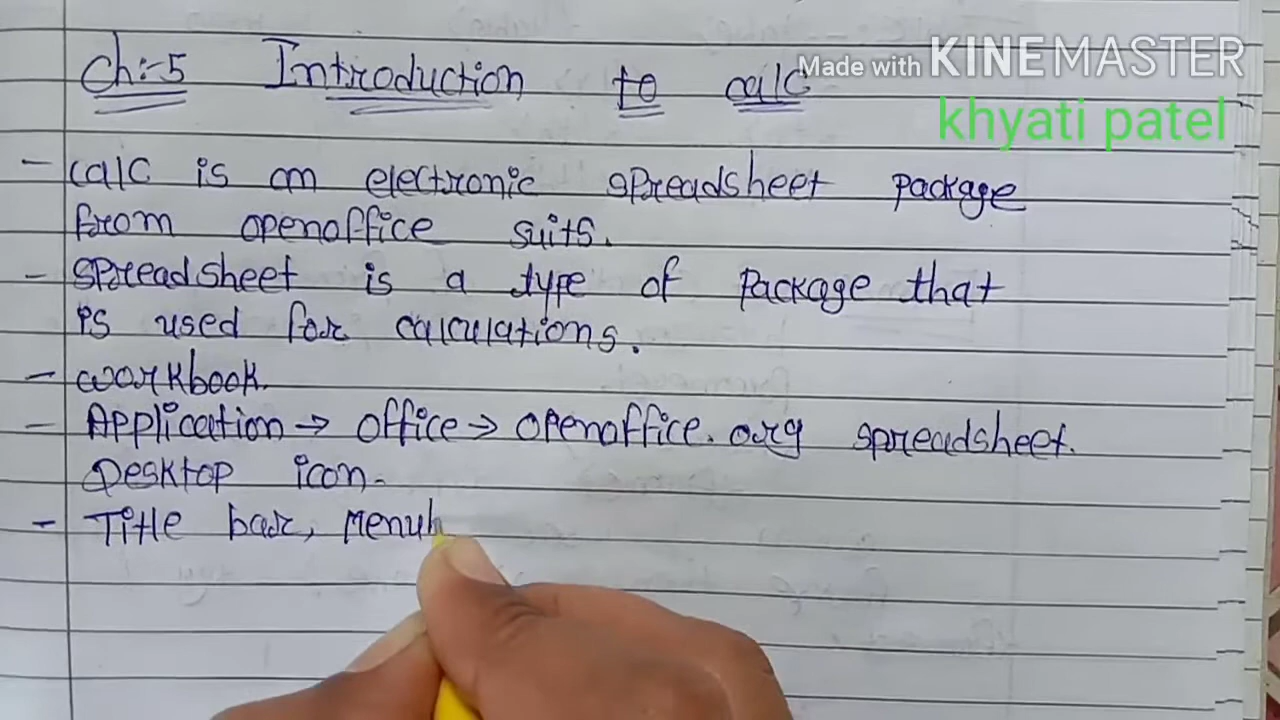 Made with KINEMASTER
khyati patel
Ch:-5 Introduction to calc
- calc is an electronic spreadsheet package
from openoffice suits.
- spreadsheet is a type of package that
is used for calculations.
- workbook.
- Application → office → openoffice.org spreadsheet.
Desktop icon.
- Title bar, Menub